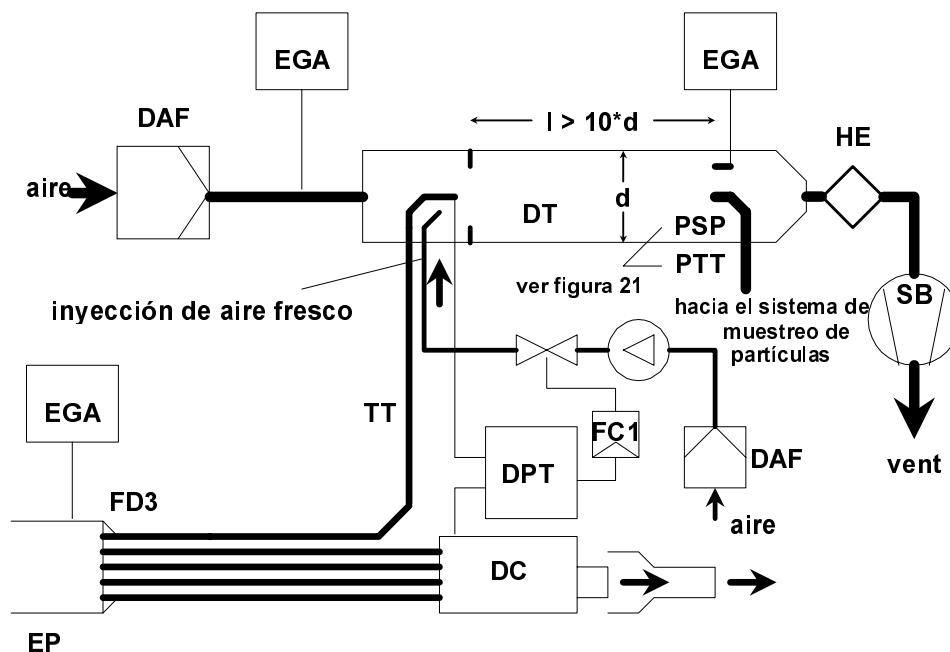 EGA
EGA
DAF
l > 10*d
HE
aire
d
DT
PSP
PTT
ver figura 21
SB
inyección de aire fresco
hacia el sistema de
muestreo de
partículas
EGA
TT
FC1
DAF
vent
DPT
FD3
aire
DC
EP